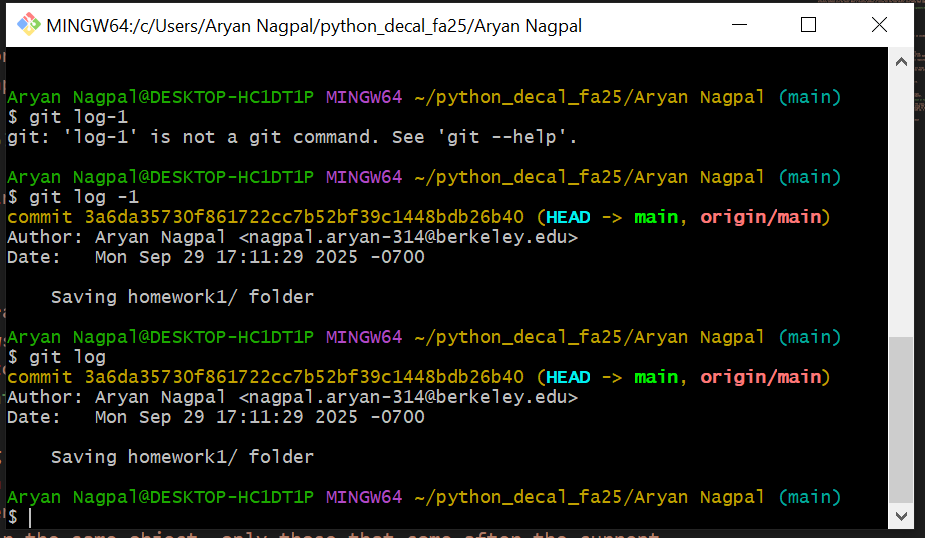 MINGW64:/c/Users/Aryan Nagpal/python_decal_fa25/Aryan Nagpal
Aryan Nagpal@DESKTOP-HC1DT1P MINGW64 ~/python_decal_fa25/Aryan Nagpal (main)
$ git log-1
git: 'log-1' is not a git command. See 'git --help'.
Aryan Nagpal@DESKTOP-HC1DT1P MINGW64 ~/python_decal_fa25/Aryan Nagpal (main)
$ git log -1
commit 3a6da35730f861722cc7b52bf39c1448bdb26b40 (HEAD -> main, origin/main)
Author: Aryan Nagpal <nagpal.aryan-314@berkeley.edu>
Date:   Mon Sep 29 17:11:29 2025 -0700
    Saving homework1/ folder
Aryan Nagpal@DESKTOP-HC1DT1P MINGW64 ~/python_decal_fa25/Aryan Nagpal (main)
$ git log
commit 3a6da35730f861722cc7b52bf39c1448bdb26b40 (HEAD -> main, origin/main)
Author: Aryan Nagpal <nagpal.aryan-314@berkeley.edu>
Date:   Mon Sep 29 17:11:29 2025 -0700
    Saving homework1/ folder
Aryan Nagpal@DESKTOP-HC1DT1P MINGW64 ~/python_decal_fa25/Aryan Nagpal (main)
$